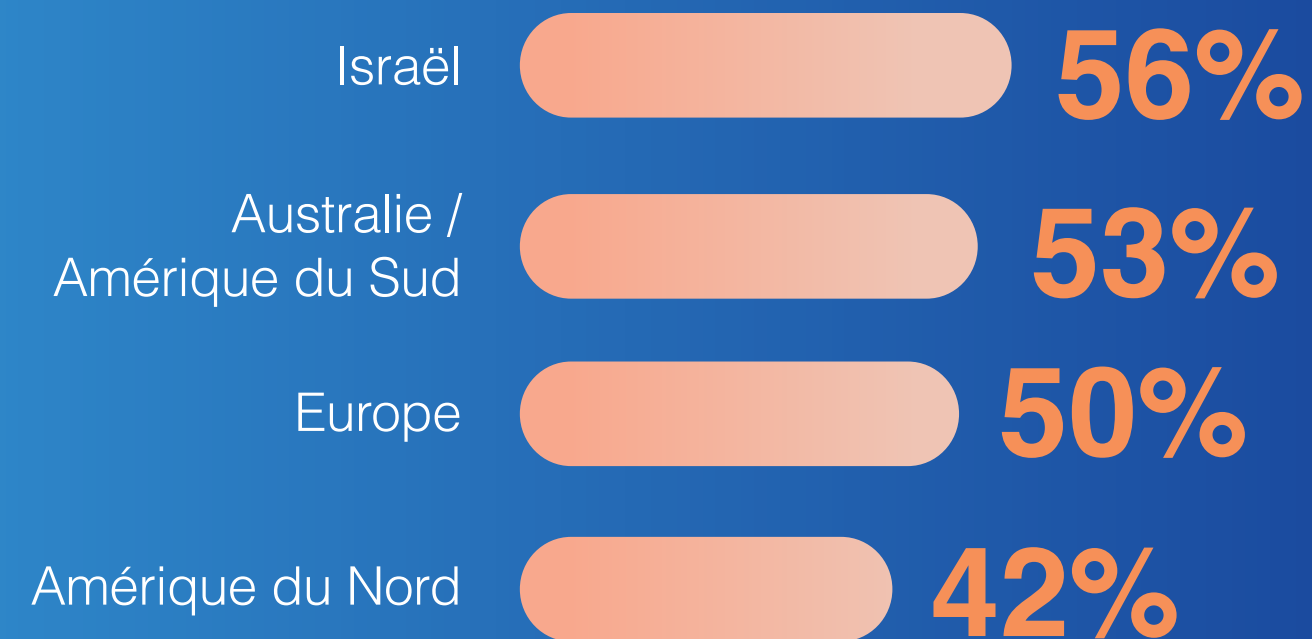 Israël
56%
Australie /
Amérique du Sud
53%
Europe
50%
Amérique du Nord
42%